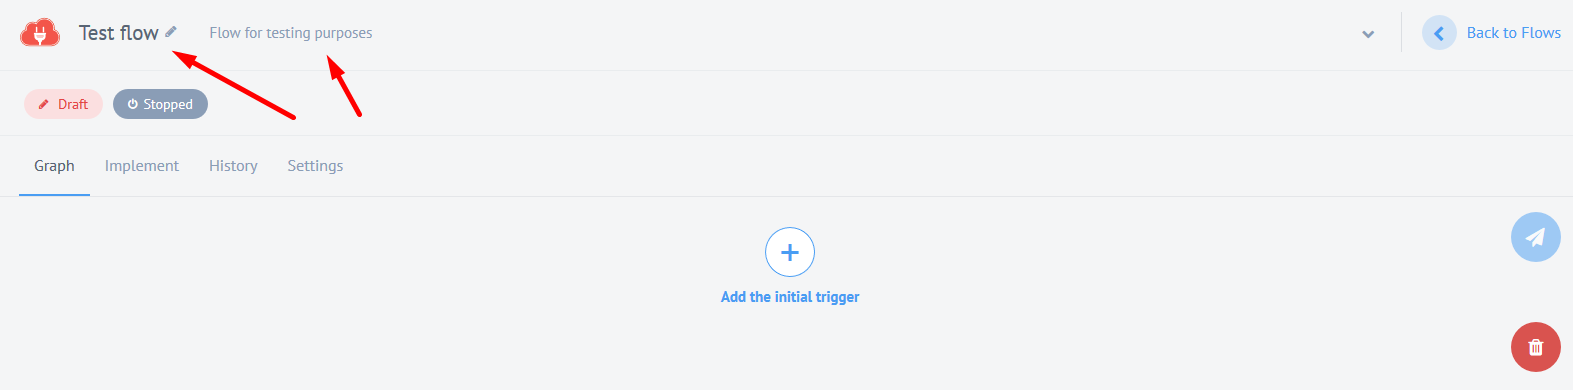 Test flow Flow for testing purposes Back to Flows
Draft Stopped
Graph Implement History Settings
Add the initial trigger